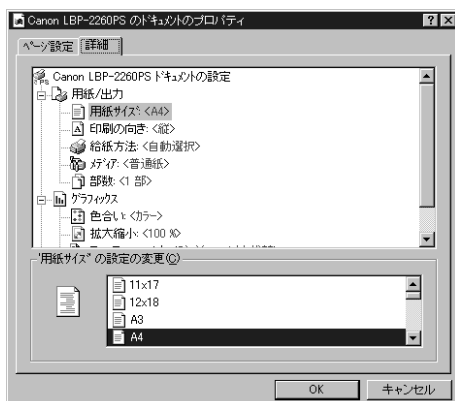 Canon LBP-2260PS のﾄﾞｷｭﾒﾝﾄのプロパティ
ﾍﾟｰｼﾞ設定 詳細
Canon LBP-2260PS ﾄﾞｷｭﾒﾝﾄの設定
用紙/出力
用紙ｻｲｽﾞ: <A4>
印刷の向き: <縦>
給紙方法: <自動選択>
ﾒﾃﾞｨｱ: <普通紙>
部数: <1 部>
ｸﾞﾗﾌｨｯｸｽ
色合い: <ｶﾗｰ>
拡大縮小: <100 %>
'用紙ｻｲｽﾞ' の設定の変更(C)
11x17
12x18
A3
A4
OK キャンセル